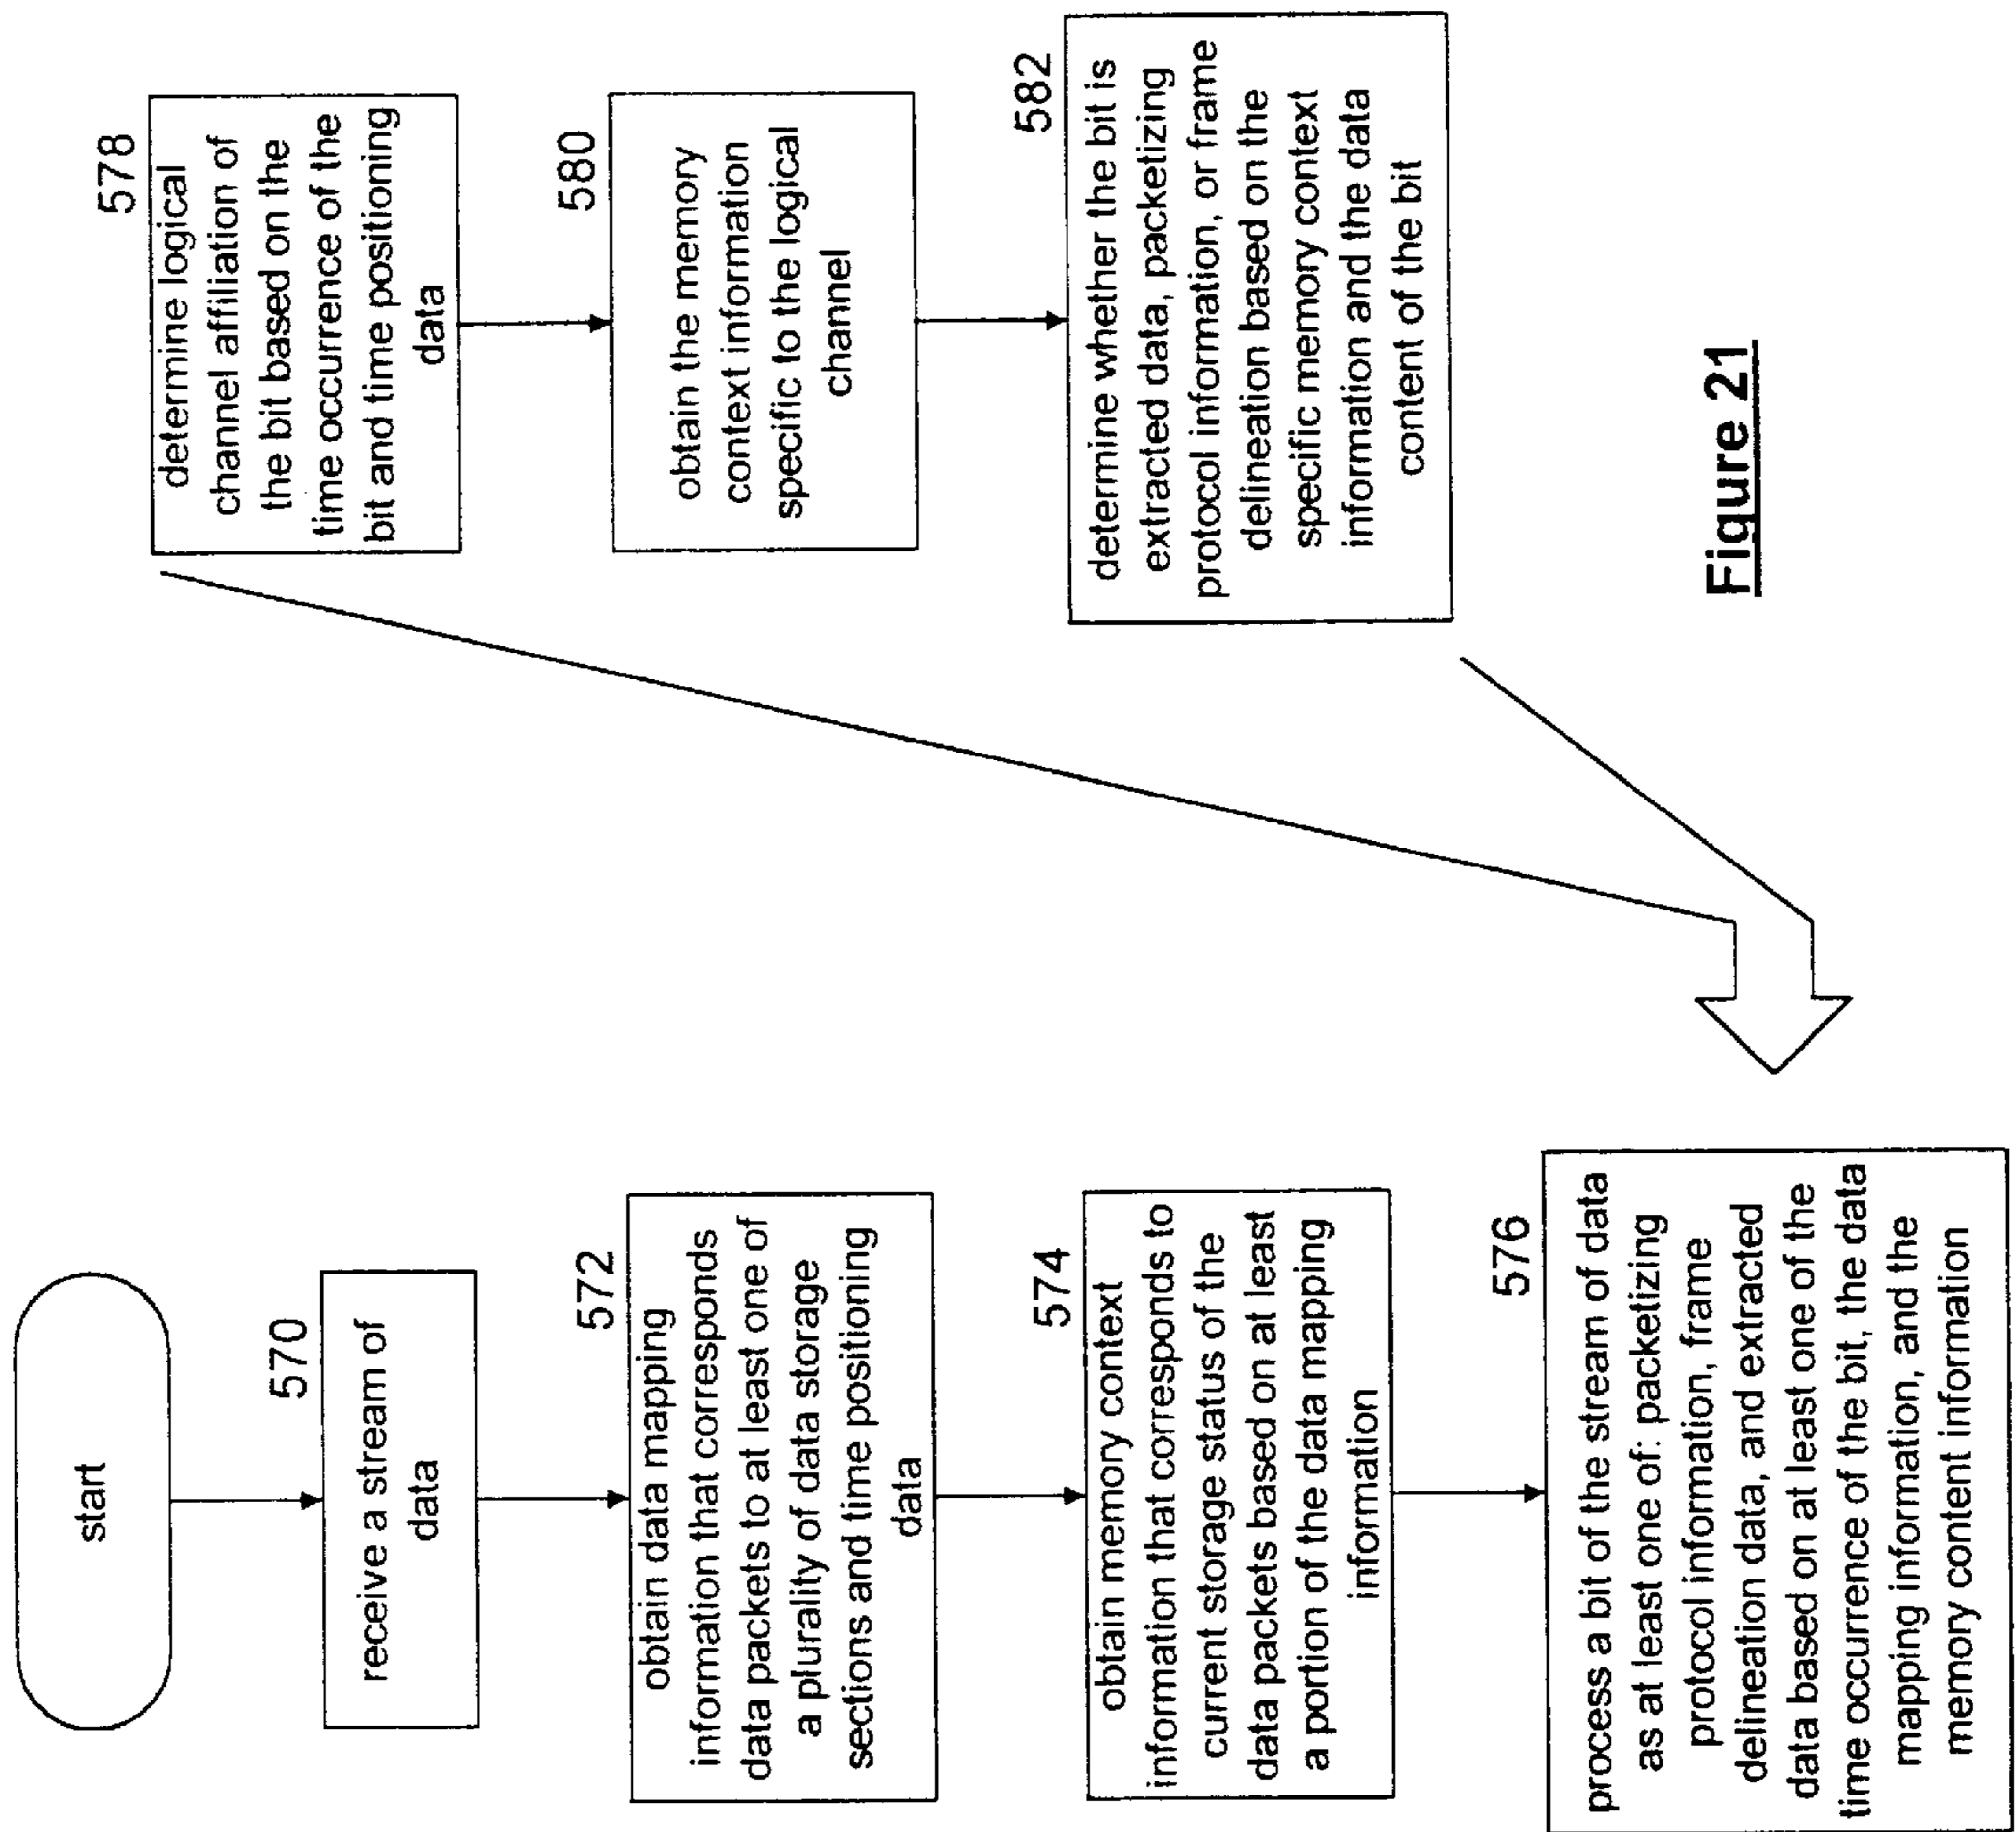 start
570
receive a stream of
data
572
obtain data mapping
information that corresponds
data packets to at least one of
a plurality of data storage
sections and time positioning
data
574
obtain memory context
information that corresponds to
current storage status of the
data packets based on at least
a portion of the data mapping
information
576
process a bit of the stream of data
as at least one of: packetizing
protocol information, frame
delineation data, and extracted
data based on at least one of the
time occurrence of the bit, the data
mapping information, and the
memory content information
578
determine logical
channel affiliation of
the bit based on the
time occurrence of the
bit and time positioning
data
580
obtain the memory
context information
specific to the logical
channel
582
determine whether the bit is
extracted data, packetizing
protocol information, or frame
delineation based on the
specific memory context
information and the data
content of the bit
Figure 21